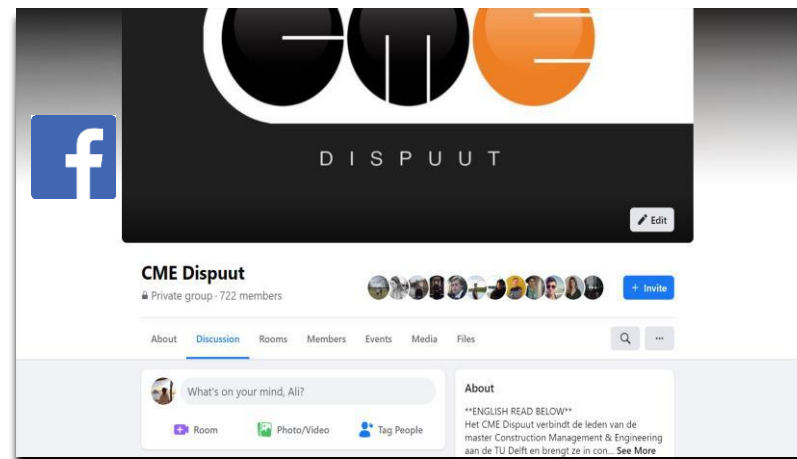 CME
DISPUUT
f
Edit
CME Dispuut
Private group · 722 members
+ Invite
About Discussion Rooms Members Events Media Files
What's on your mind, Ali?
Room Photo/Video Tag People
About
**ENGLISH READ BELOW**
Het CME Dispuut verbindt de leden van de
master Construction Management & Engineering
aan de TU Delft en brengt ze in con... See More